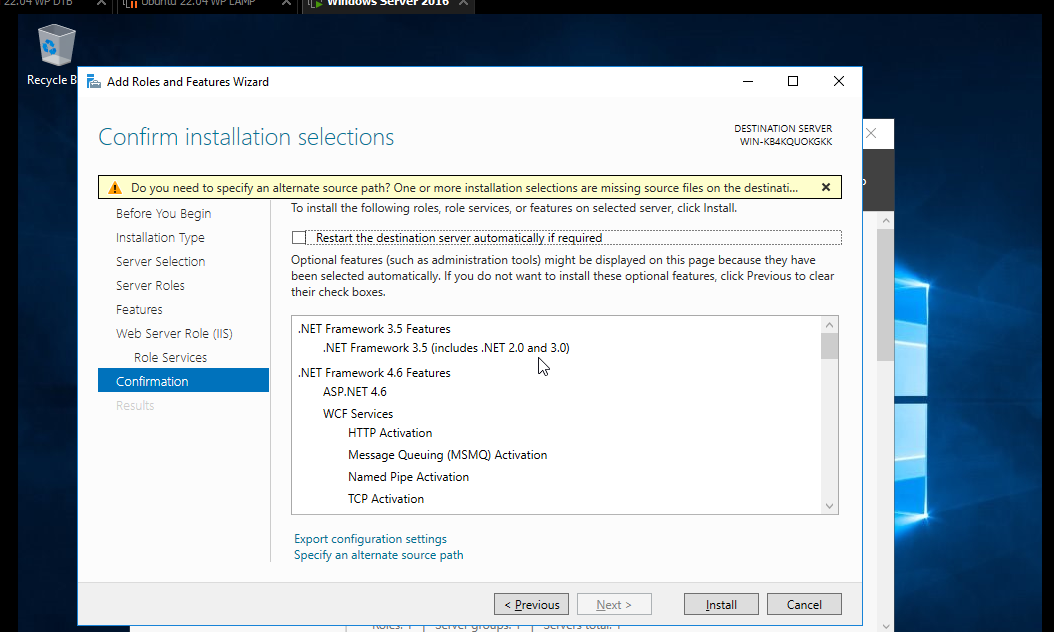 22.04 WP DTB
Ubuntu 22.04 WP LAMP
Windows Server 2016
Recycle B
Add Roles and Features Wizard
Confirm installation selections
DESTINATION SERVER
WIN-KB4KQUOKGKK
Do you need to specify an alternate source path? One or more installation selections are missing source files on the destinati...
Before You Begin
Installation Type
Server Selection
Server Roles
Features
Web Server Role (IIS)
Role Services
Confirmation
Results
To install the following roles, role services, or features on selected server, click Install.
Restart the destination server automatically if required
Optional features (such as administration tools) might be displayed on this page because they have
been selected automatically. If you do not want to install these optional features, click Previous to clear
their check boxes.
.NET Framework 3.5 Features
.NET Framework 3.5 (includes .NET 2.0 and 3.0)
.NET Framework 4.6 Features
ASP.NET 4.6
WCF Services
HTTP Activation
Message Queuing (MSMQ) Activation
Named Pipe Activation
TCP Activation
Export configuration settings
Specify an alternate source path
< Previous
Next >
Install
Cancel
Roles: 1
Server groups: 1
Servers total: 1